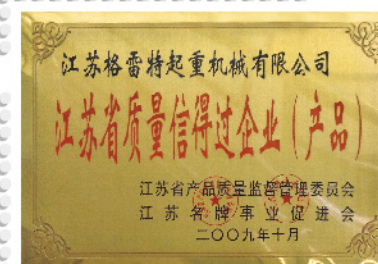 江苏格雷特起重机械有限公司
江苏省质量信得过企业（产品）
江苏省产品质量监督管理委员会
江苏名牌事业促进会
二〇〇九年十月